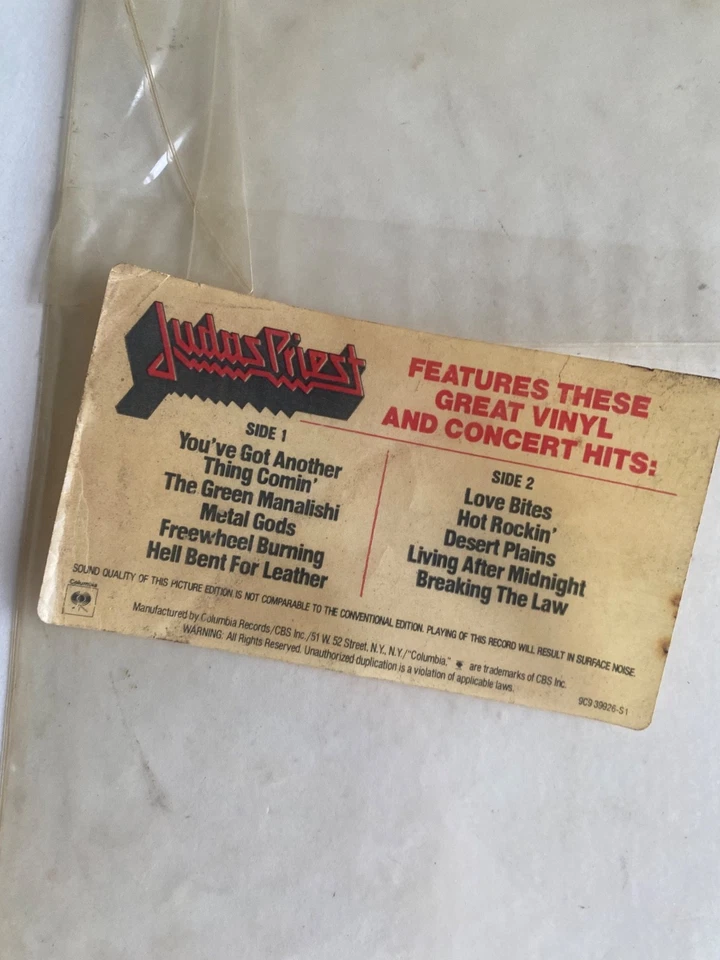 Judas Priest
FEATURES THESE
GREAT VINYL
AND CONCERT HITS:
SIDE 1
You've Got Another
Thing Comin'
The Green Manalishi
Metal Gods
Freewheel Burning
Hell Bent For Leather
SIDE 2
Love Bites
Hot Rockin'
Desert Plains
Living After Midnight
Breaking The Law
SOUND QUALITY OF THIS PICTURE EDITION IS NOT COMPARABLE TO THE CONVENTIONAL EDITION. PLAYING OF THIS RECORD WILL RESULT IN SURFACE NOISE.
Columbia
Manufactured by Columbia Records/CBS Inc./51 W. 52 Street, N.Y., N.Y./"Columbia," are trademarks of CBS Inc.
WARNING: All Rights Reserved. Unauthorized duplication is a violation of applicable laws.
9C9 39926-S1